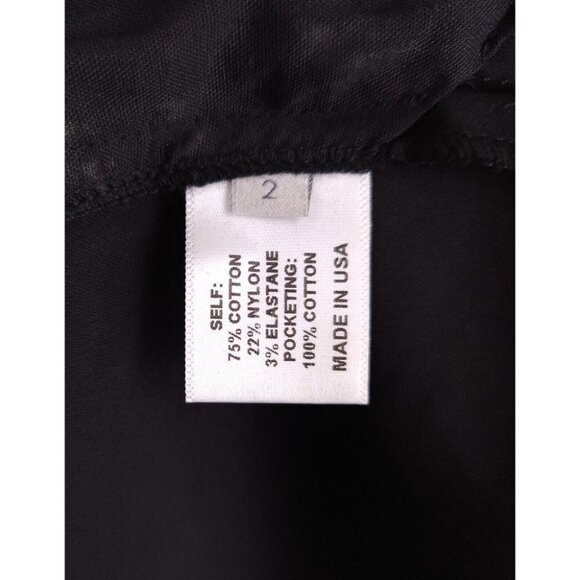 2
SELF:
75% COTTON
22% NYLON
3% ELASTANE
POCKETING:
100% COTTON
MADE IN USA